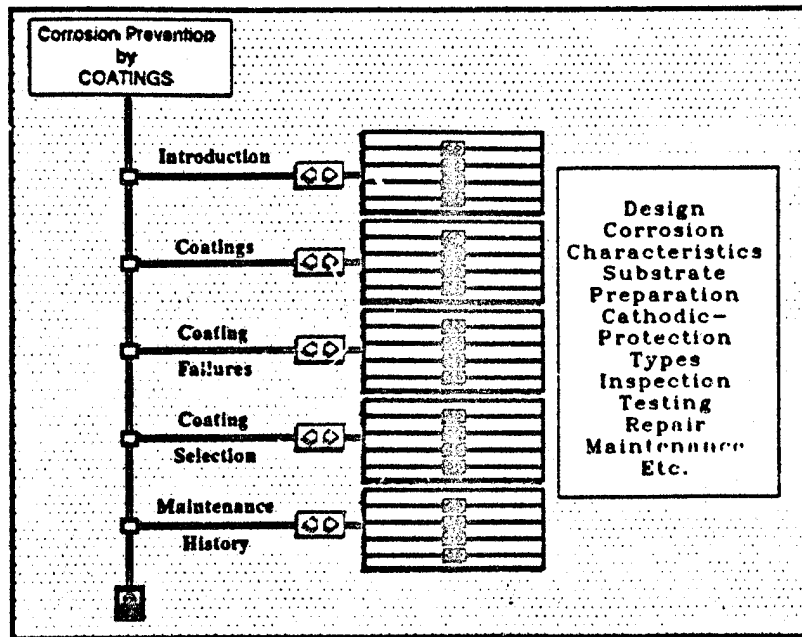 Corrosion Prevention
by
COATINGS
Introduction
Coatings
Coating
Failures
Coating
Selection
Maintenance
History
Design
Corrosion
Characteristics
Substrate
Preparation
Cathodic-
Protection
Types
Inspection
Testing
Repair
Maintenance
Etc.